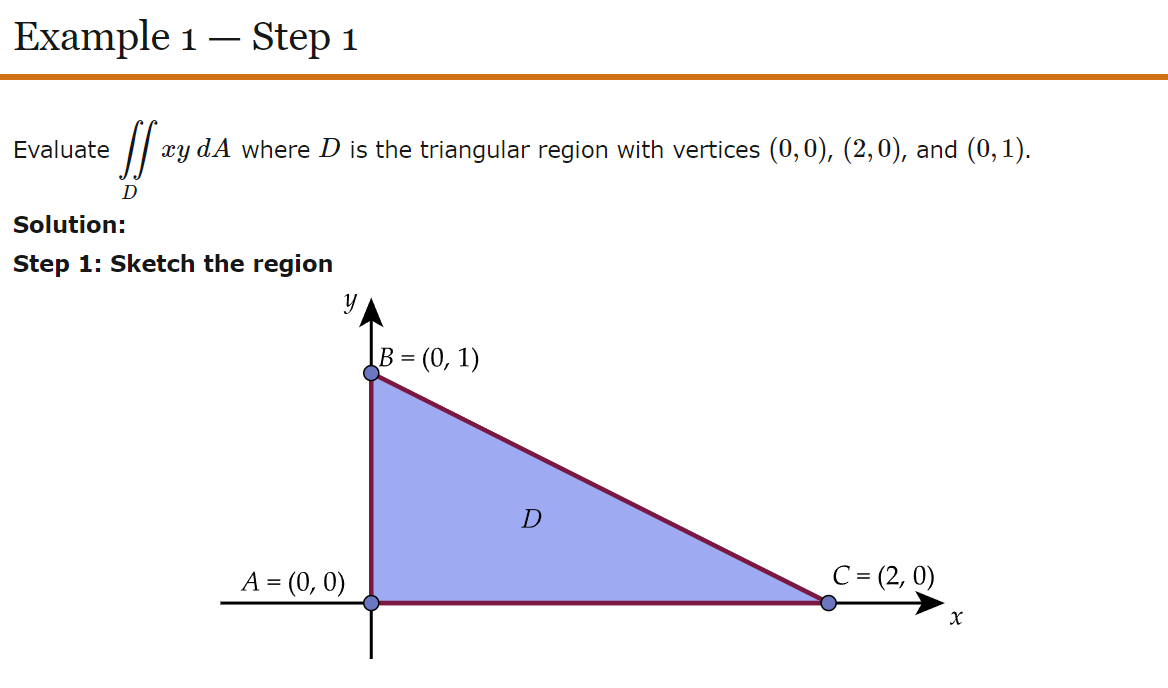 Example 1 — Step 1
Evaluate ∬ xy dA where D is the triangular region with vertices (0, 0), (2, 0), and (0, 1).
D
Solution:
Step 1: Sketch the region
y
B = (0, 1)
D
A = (0, 0)
C = (2, 0)
x